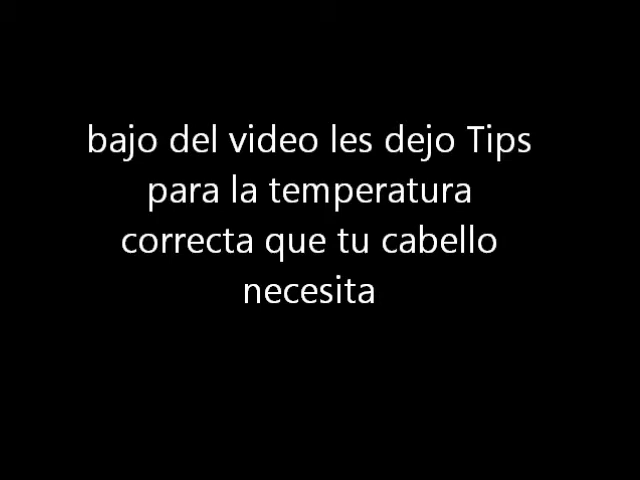 bajo del video les dejo Tips
para la temperatura
correcta que tu cabello
necesita